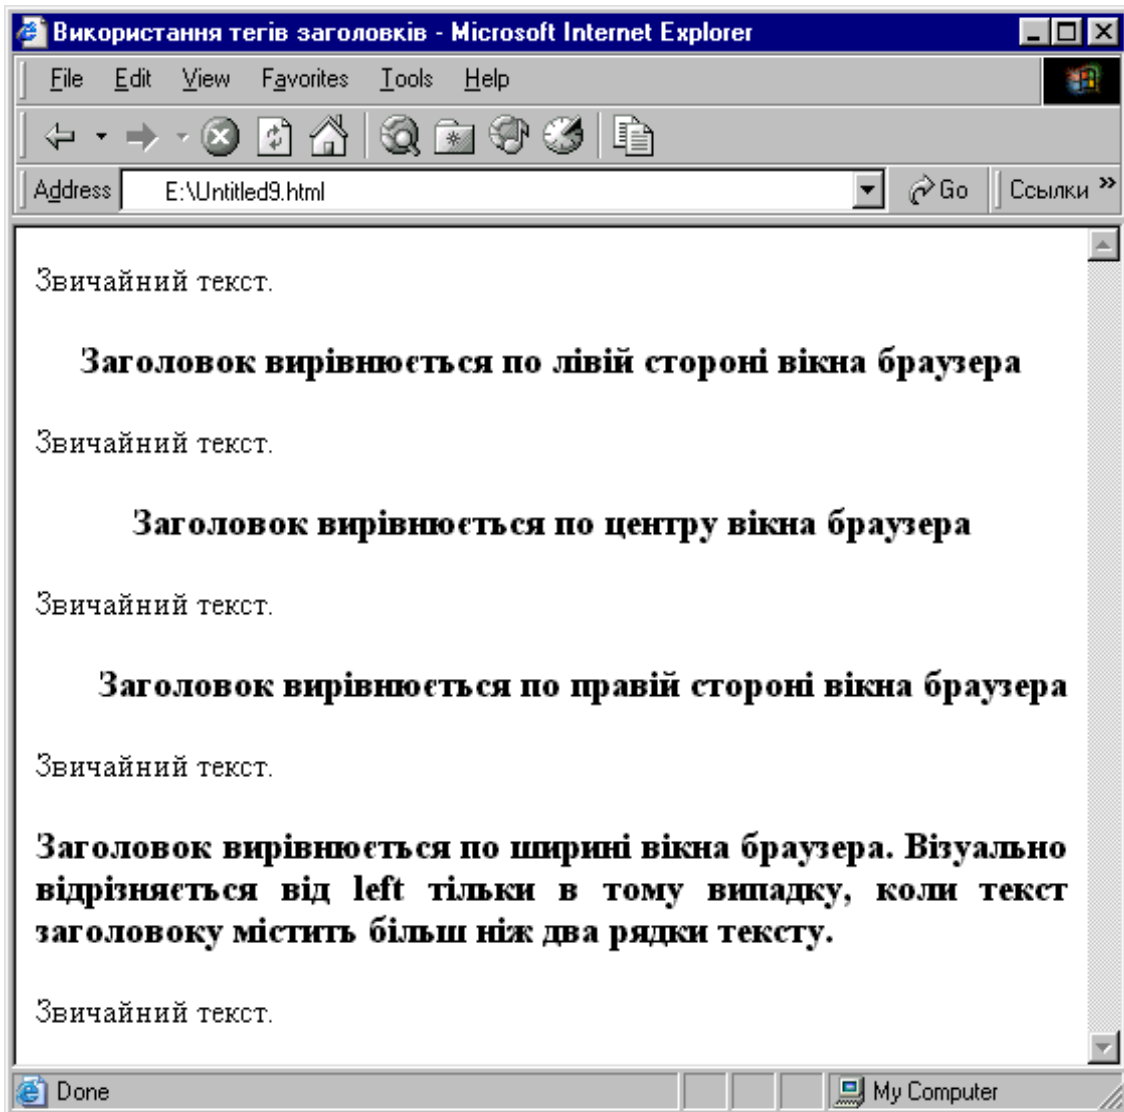 Використання тегів заголовків - Microsoft Internet Explorer
File Edit View Favorites Tools Help
Address E:\Untitled9.html Go Ссылки »
Звичайний текст.
Заголовок вирівнюється по лівій стороні вікна браузера
Звичайний текст.
Заголовок вирівнюється по центру вікна браузера
Звичайний текст.
Заголовок вирівнюється по правій стороні вікна браузера
Звичайний текст.
Заголовок вирівнюється по ширині вікна браузера. Візуально
відрізняється від left тільки в тому випадку, коли текст
заголовоку містить більш ніж два рядки тексту.
Звичайний текст.
Done My Computer